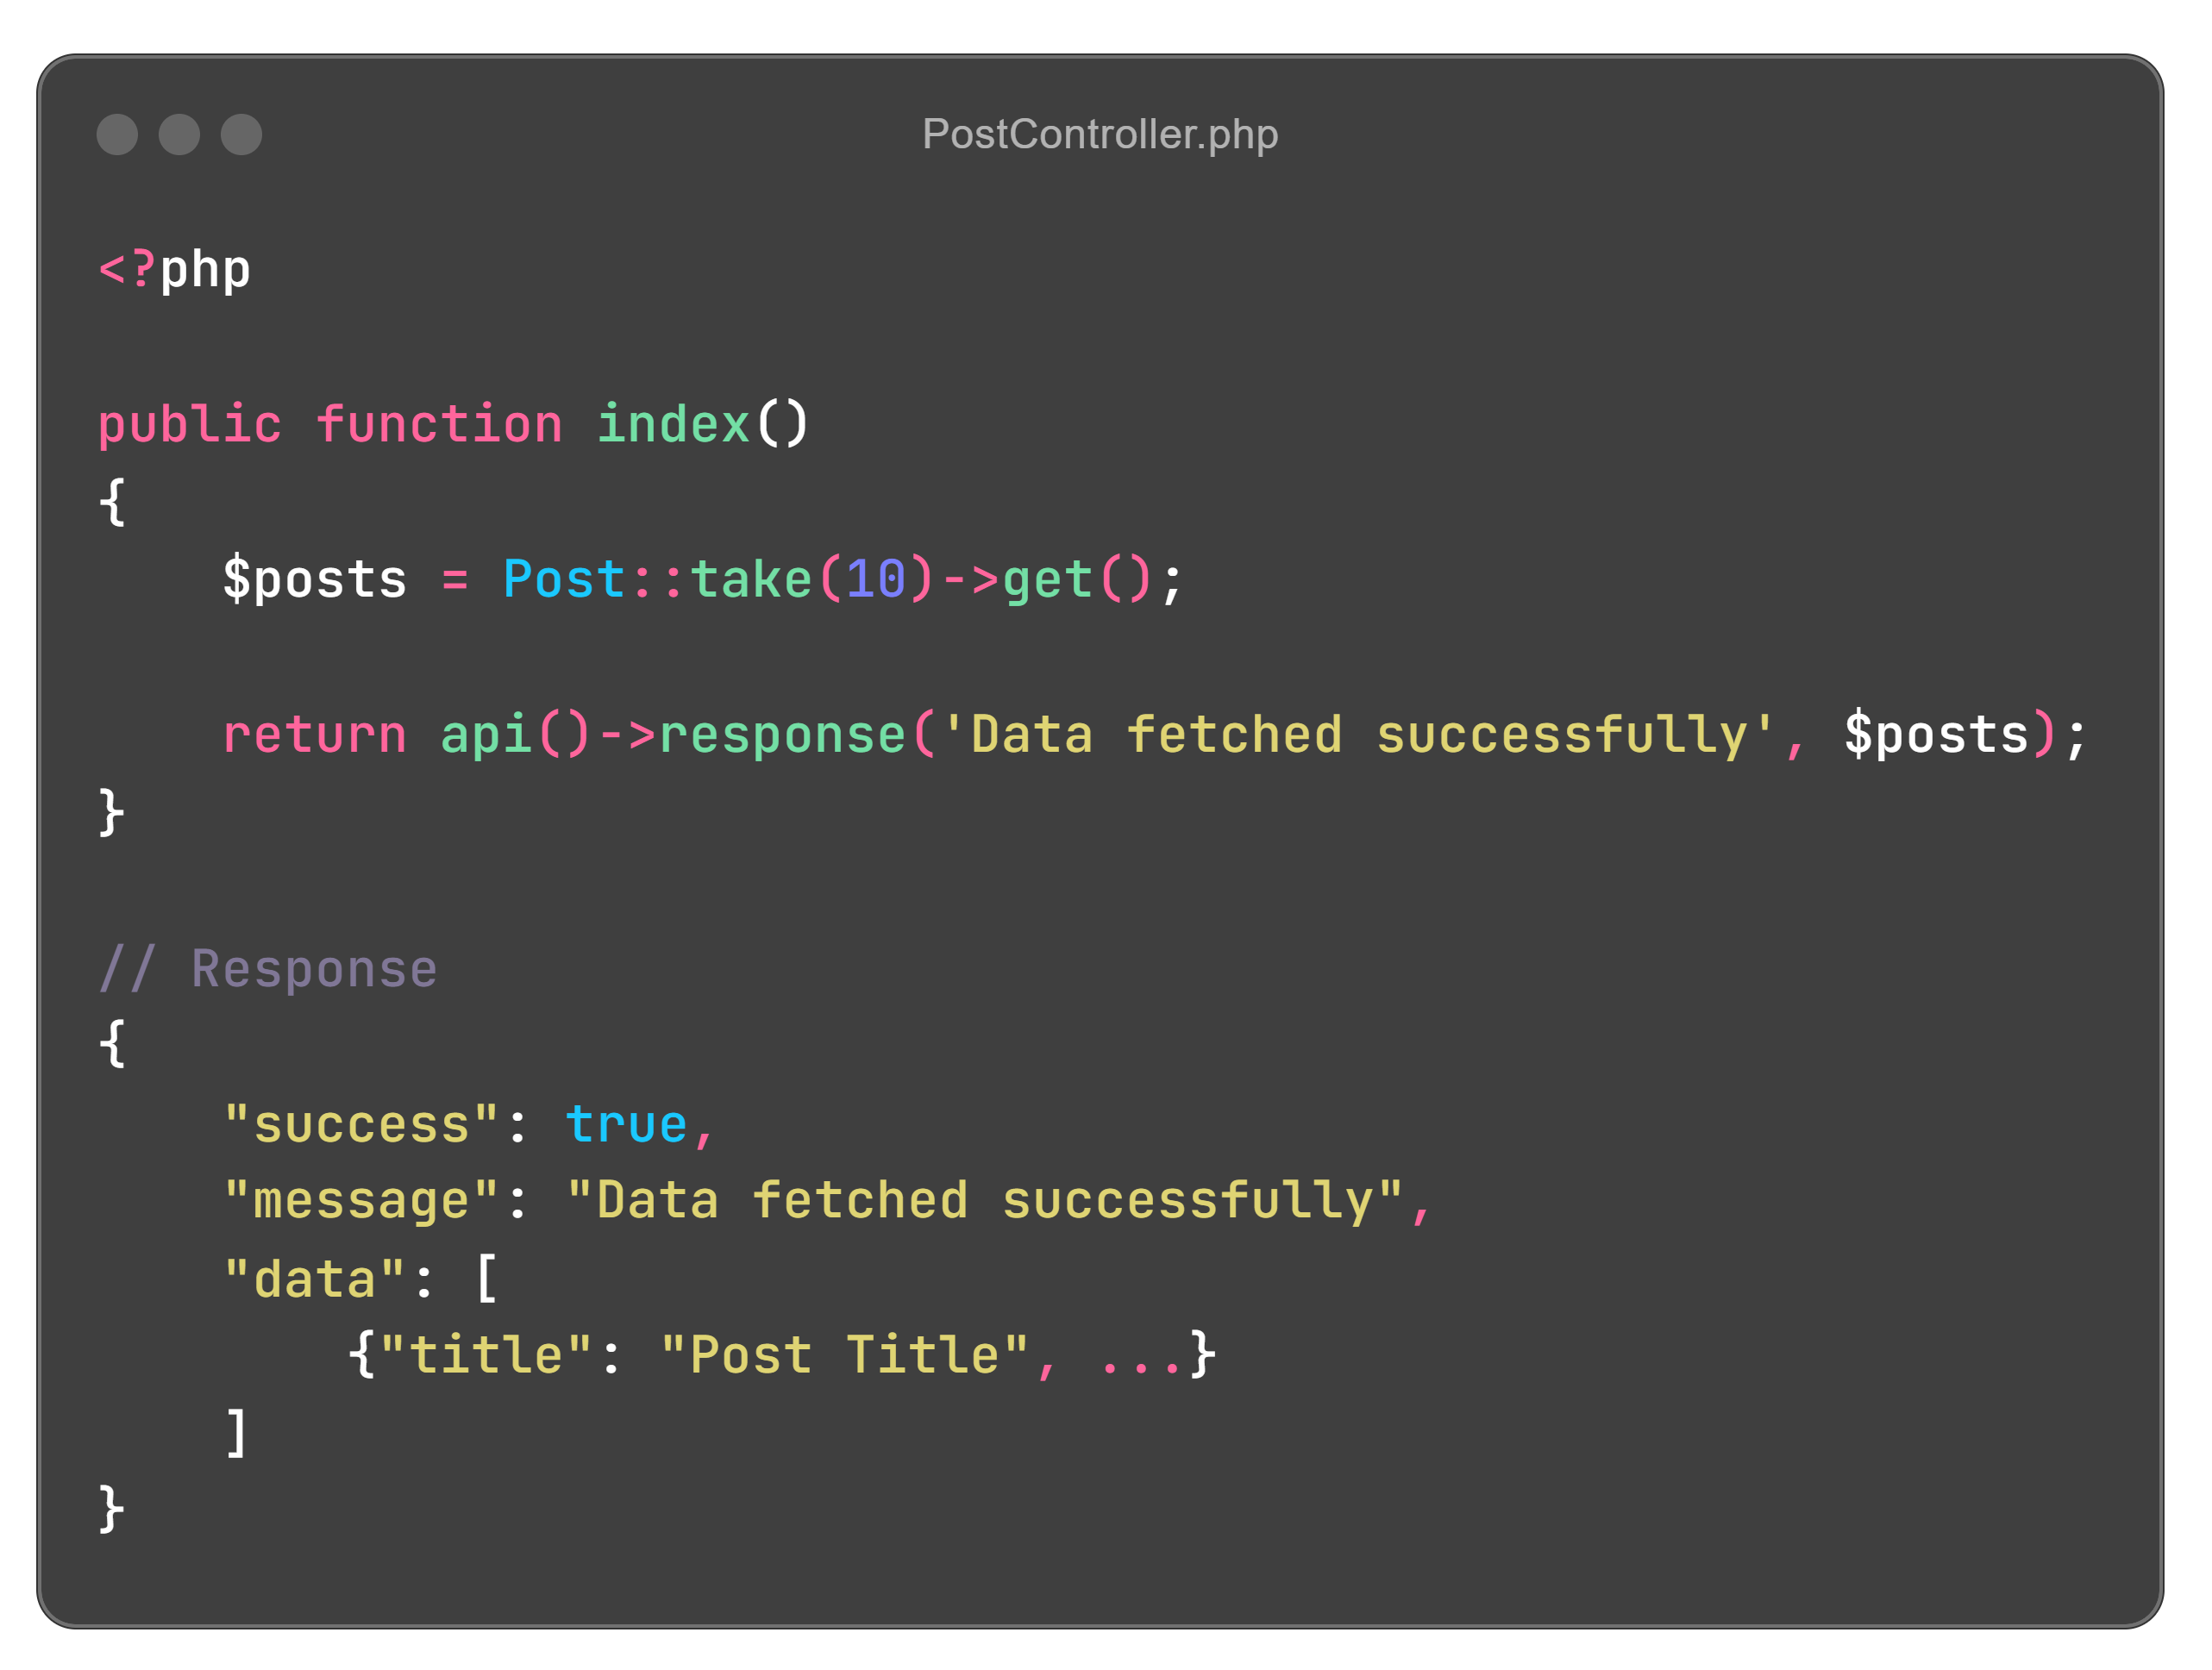 PostController.php
<?php
public function index()
{
    $posts = Post::take(10)->get();
    return api()->response('Data fetched successfully', $posts);
}
// Response
{
    "success": true,
    "message": "Data fetched successfully",
    "data": [
        {"title": "Post Title", ...}
    ]
}